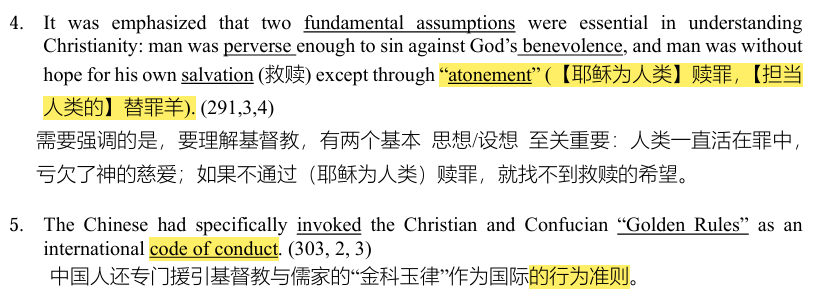 4. It was emphasized that two fundamental assumptions were essential in understanding
Christianity: man was perverse enough to sin against God's benevolence, and man was without
hope for his own salvation (救赎) except through “atonement” (【耶稣为人类】赎罪，【担当
人类的】替罪羊). (291,3,4)
需要强调的是，要理解基督教，有两个基本 思想/设想 至关重要：人类一直活在罪中，
亏欠了神的慈爱；如果不通过（耶稣为人类）赎罪，就找不到救赎的希望。
5. The Chinese had specifically invoked the Christian and Confucian “Golden Rules” as an
international code of conduct. (303, 2, 3)
中国人还专门援引基督教与儒家的“金科玉律”作为国际的行为准则。